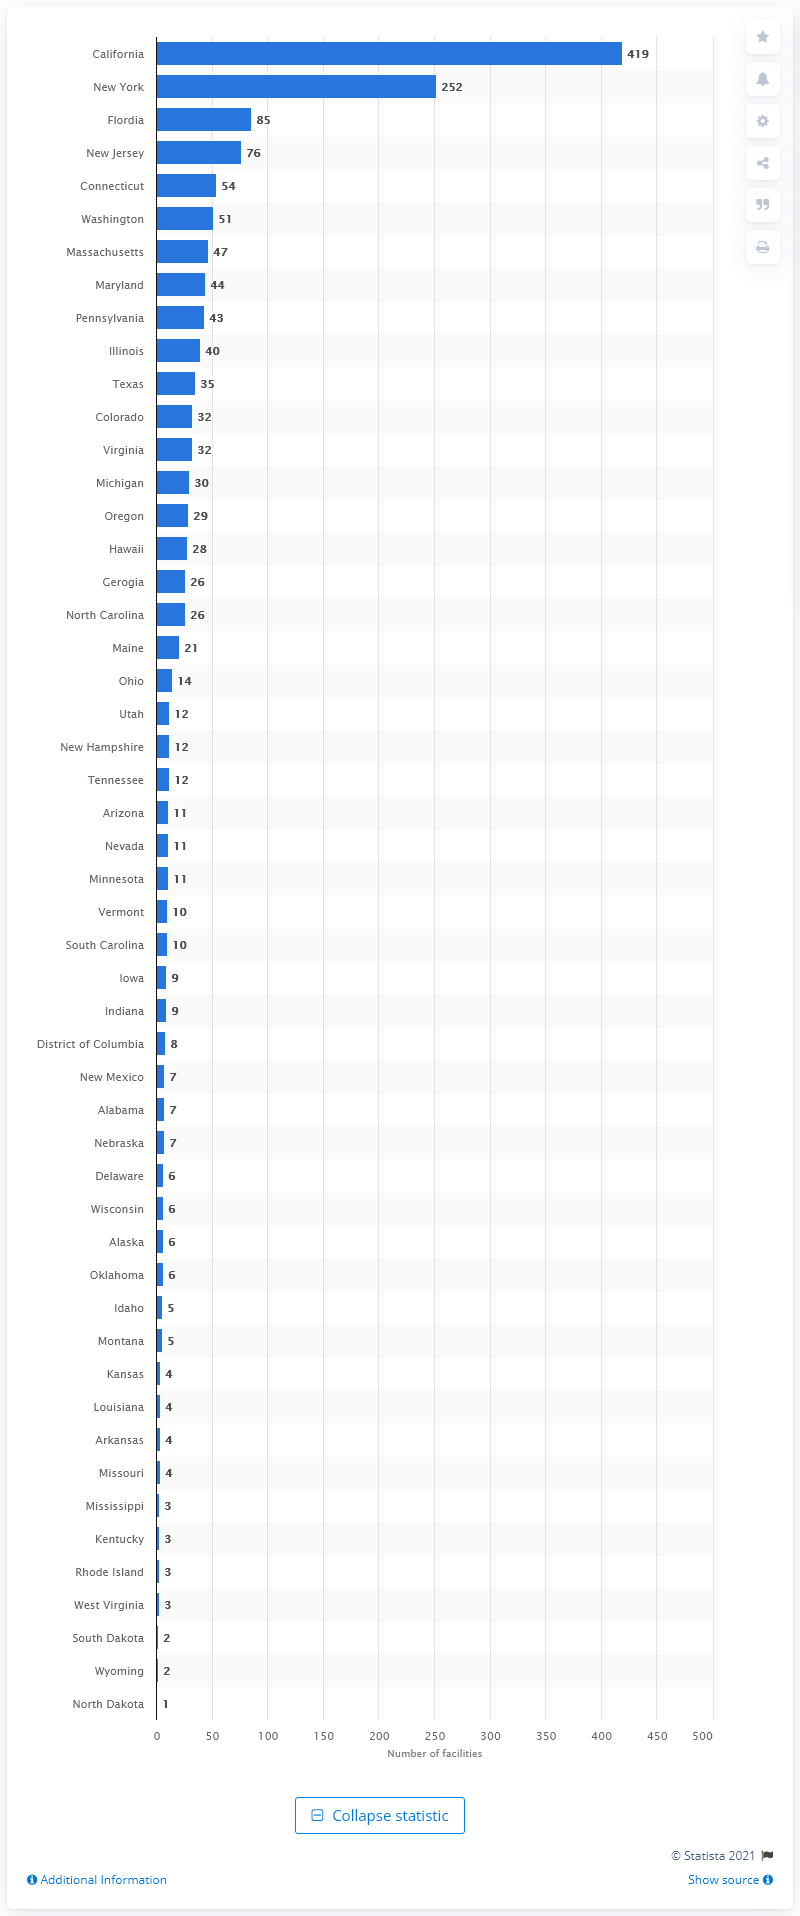 California 419
New York 252
Flordia 85
New Jersey 76
Connecticut 54
Washington 51
Massachusetts 47
Maryland 44
Pennsylvania 43
Illinois 40
Texas 35
Colorado 32
Virginia 32
Michigan 30
Oregon 29
Hawaii 28
Gerogia 26
North Carolina 26
Maine 21
Ohio 14
Utah 12
New Hampshire 12
Tennessee 12
Arizona 11
Nevada 11
Minnesota 11
Vermont 10
South Carolina 10
Iowa 9
Indiana 9
District of Columbia 8
New Mexico 7
Alabama 7
Nebraska 7
Delaware 6
Wisconsin 6
Alaska 6
Oklahoma 6
Idaho 5
Montana 5
Kansas 4
Louisiana 4
Arkansas 4
Missouri 4
Mississippi 3
Kentucky 3
Rhode Island 3
West Virginia 3
South Dakota 2
Wyoming 2
North Dakota 1
0 50 100 150 200 250 300 350 400 450 500
Number of facilities
Collapse statistic
© Statista 2021
Additional Information Show source